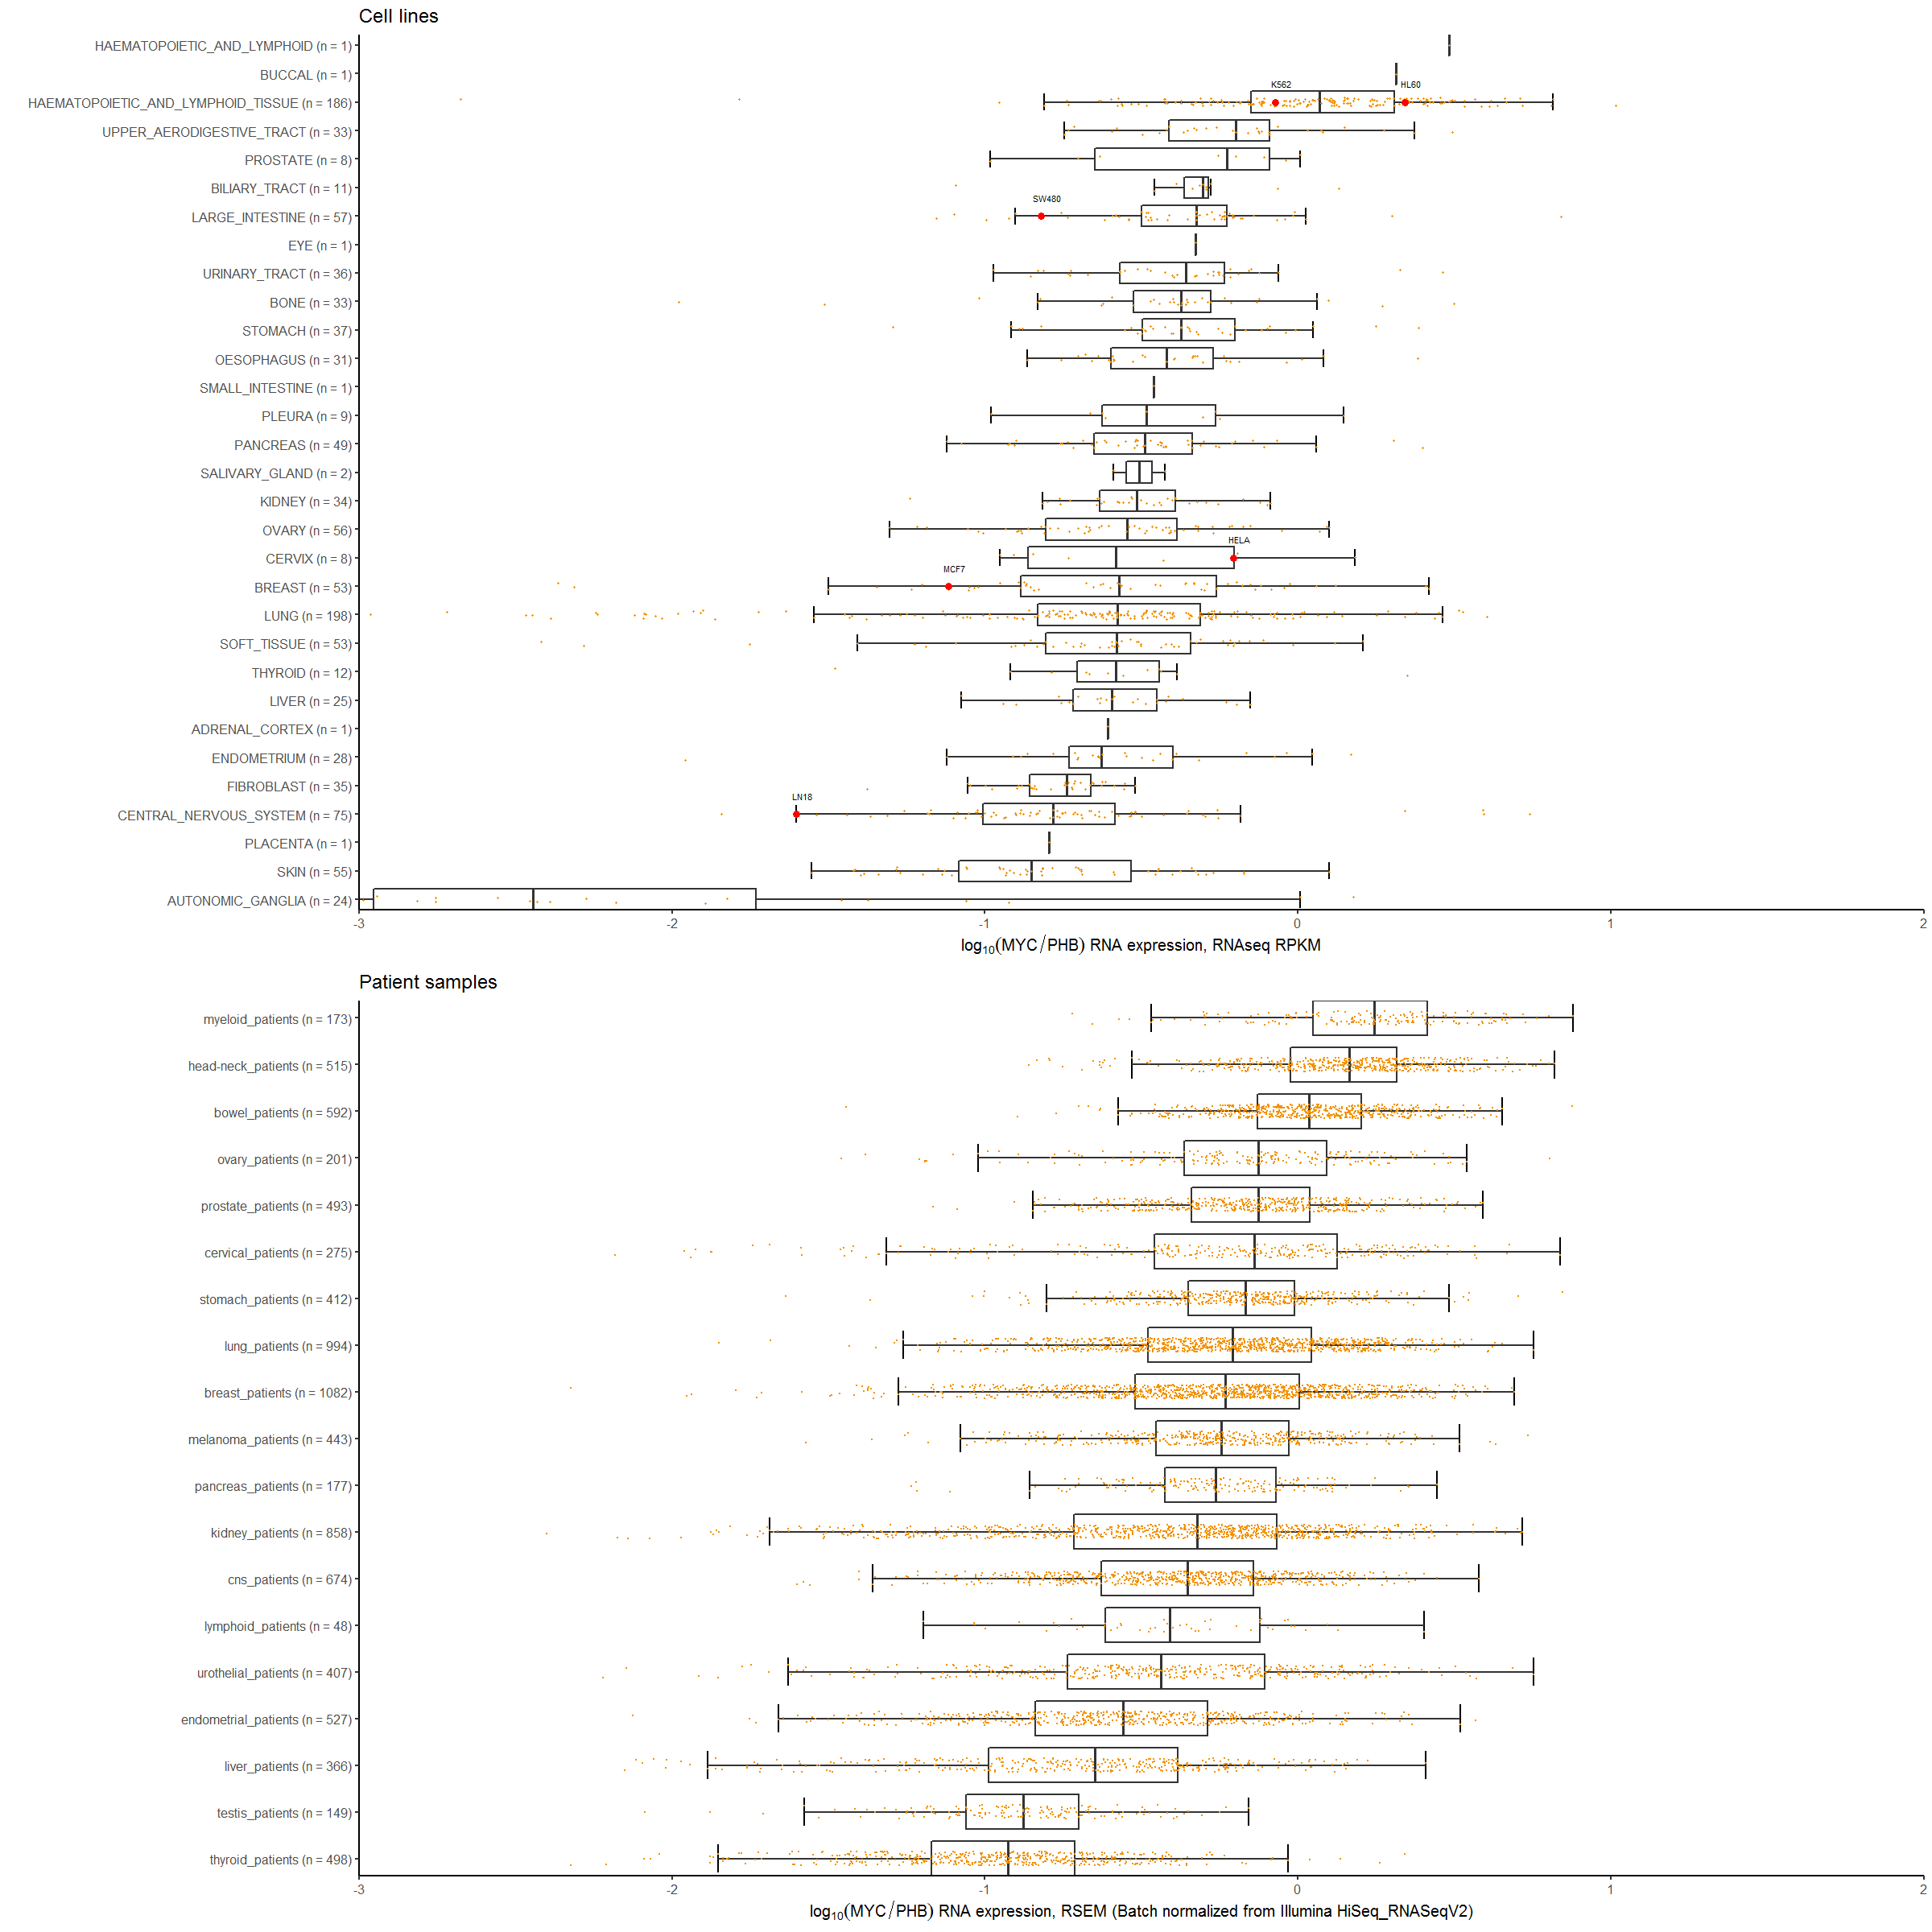 Cell lines
HAEMATOPOIETIC_AND_LYMPHOID (n = 1)
BUCCAL (n = 1)
K562 HL60
HAEMATOPOIETIC_AND_LYMPHOID_TISSUE (n = 186)
UPPER_AERODIGESTIVE_TRACT (n = 33)
PROSTATE (n = 8)
BILIARY_TRACT (n = 11)
SW480
LARGE_INTESTINE (n = 57)
EYE (n = 1)
URINARY_TRACT (n = 36)
BONE (n = 33)
STOMACH (n = 37)
OESOPHAGUS (n = 31)
SMALL_INTESTINE (n = 1)
PLEURA (n = 9)
PANCREAS (n = 49)
SALIVARY_GLAND (n = 2)
KIDNEY (n = 34)
OVARY (n = 56)
HELA
CERVIX (n = 8)
MCF7
BREAST (n = 53)
LUNG (n = 198)
SOFT_TISSUE (n = 53)
THYROID (n = 12)
LIVER (n = 25)
ADRENAL_CORTEX (n = 1)
ENDOMETRIUM (n = 28)
FIBROBLAST (n = 35)
LN18
CENTRAL_NERVOUS_SYSTEM (n = 75)
PLACENTA (n = 1)
SKIN (n = 55)
AUTONOMIC_GANGLIA (n = 24)
-3 -2 -1 0 1 2
log10(MYC/PHB) RNA expression, RNAseq RPKM
Patient samples
myeloid_patients (n = 173)
head-neck_patients (n = 515)
bowel_patients (n = 592)
ovary_patients (n = 201)
prostate_patients (n = 493)
cervical_patients (n = 275)
stomach_patients (n = 412)
lung_patients (n = 994)
breast_patients (n = 1082)
melanoma_patients (n = 443)
pancreas_patients (n = 177)
kidney_patients (n = 858)
cns_patients (n = 674)
lymphoid_patients (n = 48)
urothelial_patients (n = 407)
endometrial_patients (n = 527)
liver_patients (n = 366)
testis_patients (n = 149)
thyroid_patients (n = 498)
-3 -2 -1 0 1 2
log10(MYC/PHB) RNA expression, RSEM (Batch normalized from Illumina HiSeq_RNASeqV2)